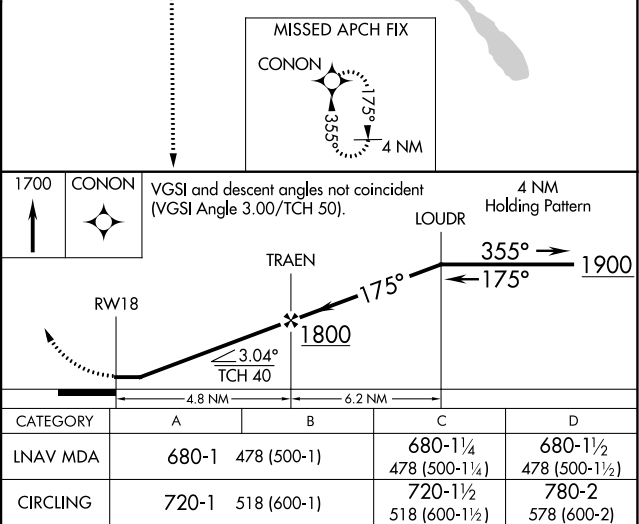 MISSED APCH FIX
CONON
355°
175°
4 NM
1700
CONON
VGSI and descent angles not coincident
(VGSI Angle 3.00/TCH 50).
4 NM
Holding Pattern
LOUDR
355°
1900
175°
TRAEN
175°
RW18
1800
3.04°
TCH 40
4.8 NM
6.2 NM
CATEGORY A B C D
LNAV MDA 680-1 478 (500-1) 680-1¼ 478 (500-1¼) 680-1½ 478 (500-1½)
CIRCLING 720-1 518 (600-1) 720-1½ 518 (600-1½) 780-2 578 (600-2)